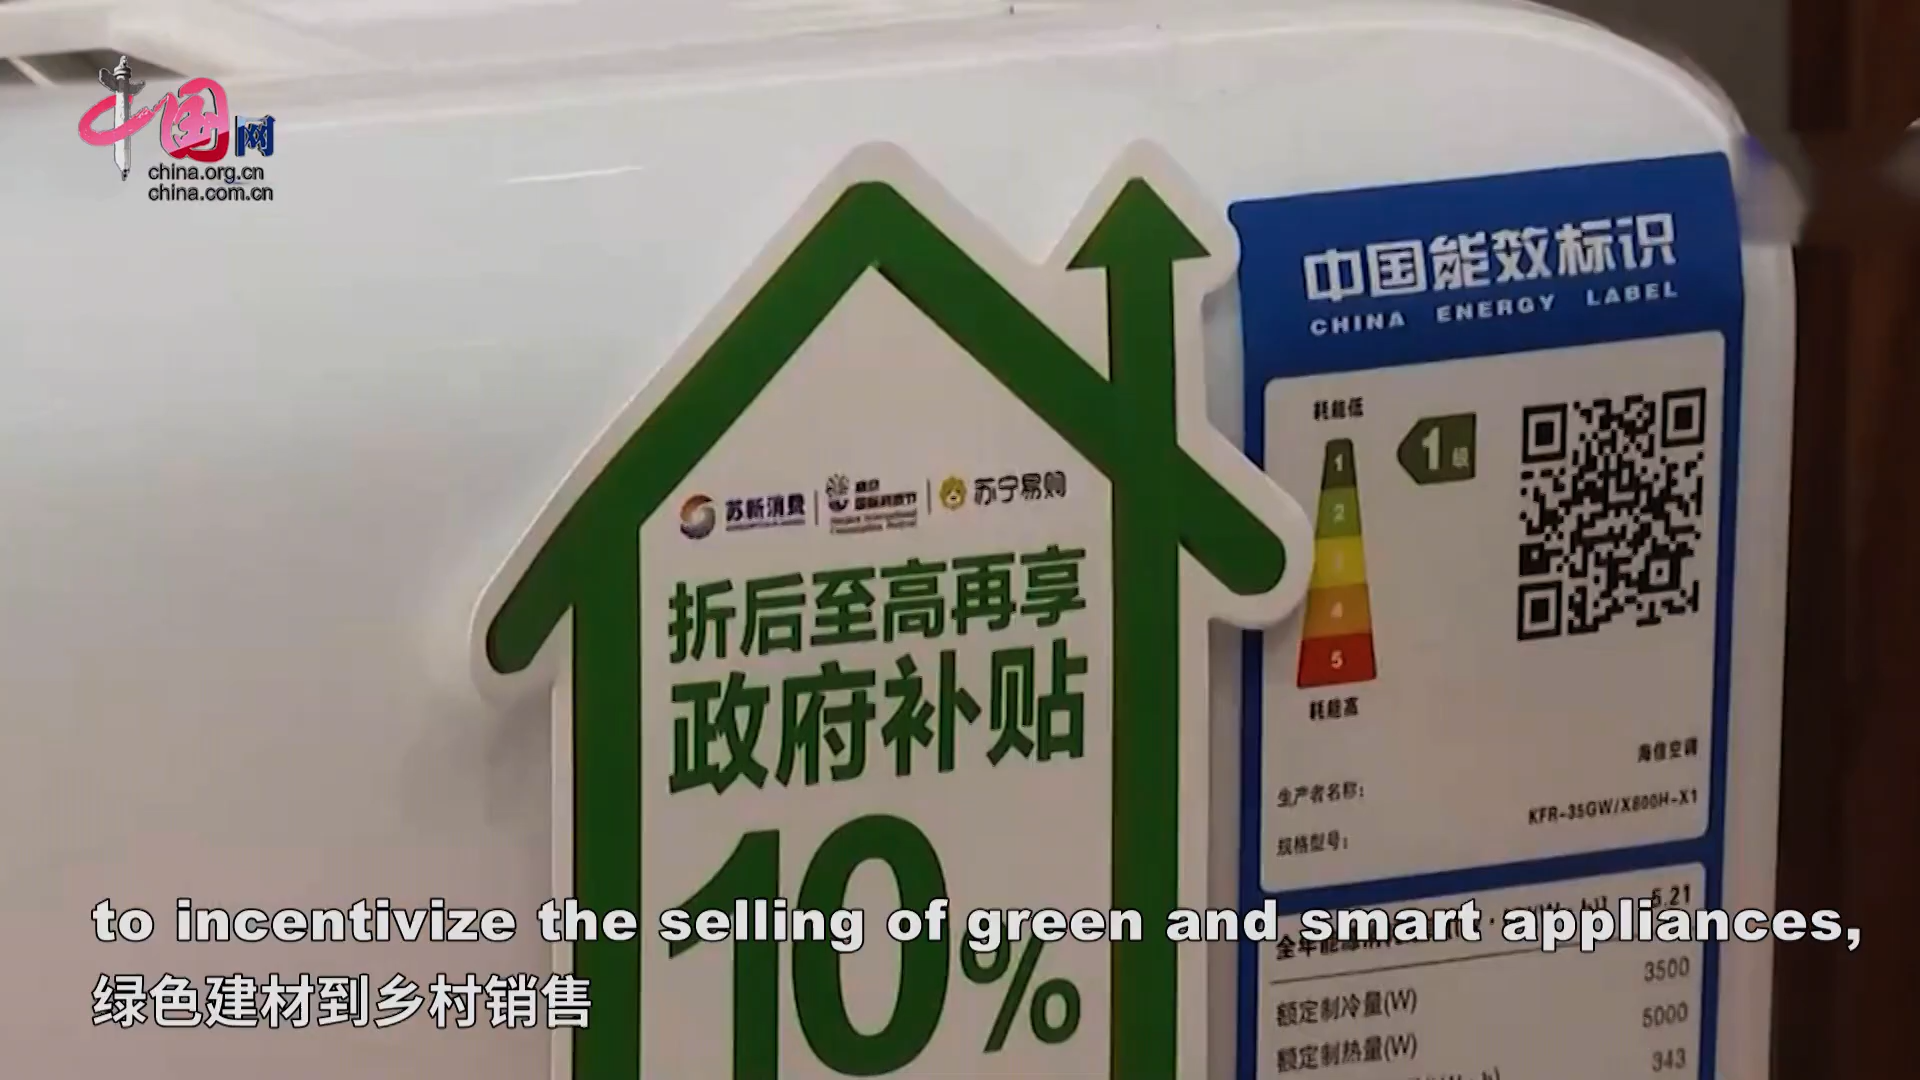 中国网
china.org.cn
china.com.cn
中国能效标识
CHINA ENERGY LABEL
耗能低
1级
1
2
3
4
5
耗能高
海信空调
生产者名称:
KFR-35GW/X800H-X1
规格型号:
5.21
3500
额定制冷量(W)
5000
额定制热量(W)
343
苏新消费
苏宁易购
折后至高再享
政府补贴
10%
to incentivize the selling of green and smart appliances,
绿色建材到乡村销售